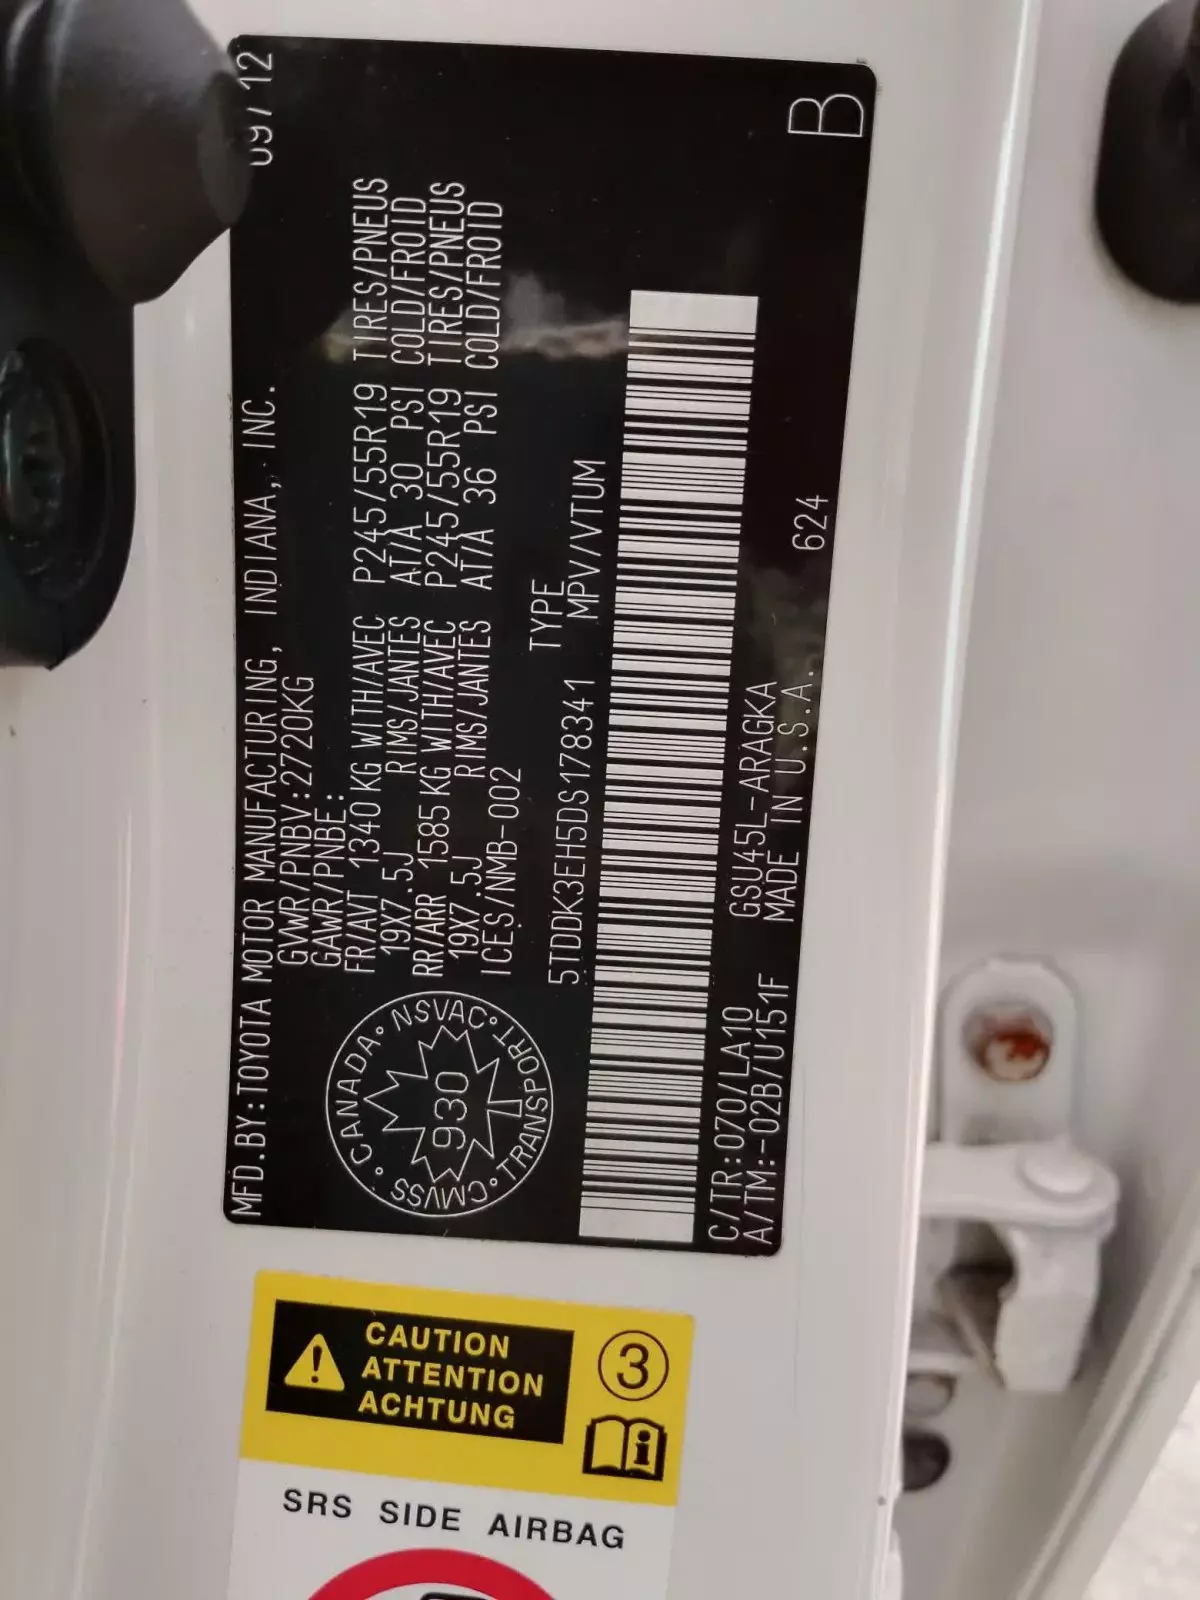 MFD.BY:TOYOTA MOTOR MANUFACTURING, INDIANA, INC. 09/12
GVWR/PNBV:2720KG
GAWR/PNBE:
FR/AVT 1340 KG WITH/AVEC P245/55R19 TIRES/PNEUS
19X7.5J RIMS/JANTES AT/A 30 PSI COLD/FROID
RR/ARR 1585 KG WITH/AVEC P245/55R19 TIRES/PNEUS
19X7.5J RIMS/JANTES AT/A 36 PSI COLD/FROID
ICES/NMB-002
CANADA NSVAC TRANSPORT CMVSS
930
TYPE
5TDDK3EH5DS178341 MPV/VTUM
C/TR:070/LA10 GSU45L-ARAGKA
A/TM:-02B/U151F MADE IN U.S.A. 624
B
CAUTION
ATTENTION
ACHTUNG
3
i
SRS SIDE AIRBAG